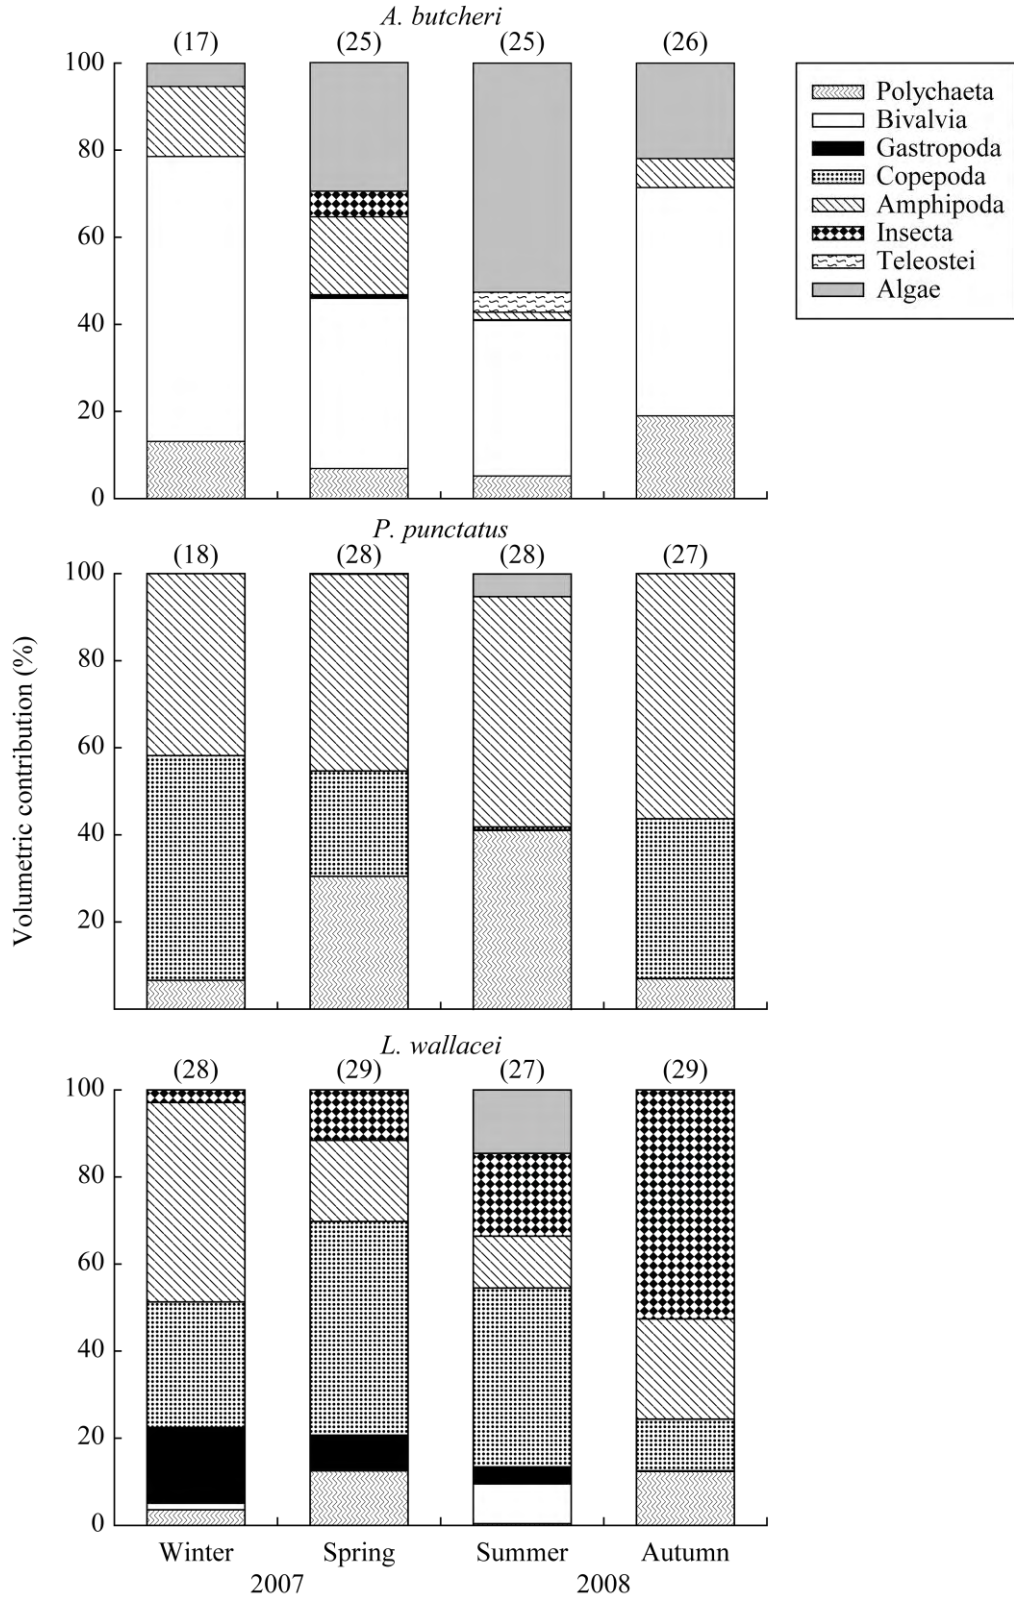 A. butcheri
(17) (25) (25) (26)
100
80
60
40
20
0
Polychaeta
Bivalvia
Gastropoda
Copepoda
Amphipoda
Insecta
Teleostei
Algae
P. punctatus
(18) (28) (28) (27)
100
80
60
40
20
Volumetric contribution (%)
L. wallacei
(28) (29) (27) (29)
100
80
60
40
20
0
Winter Spring Summer Autumn
2007 2008